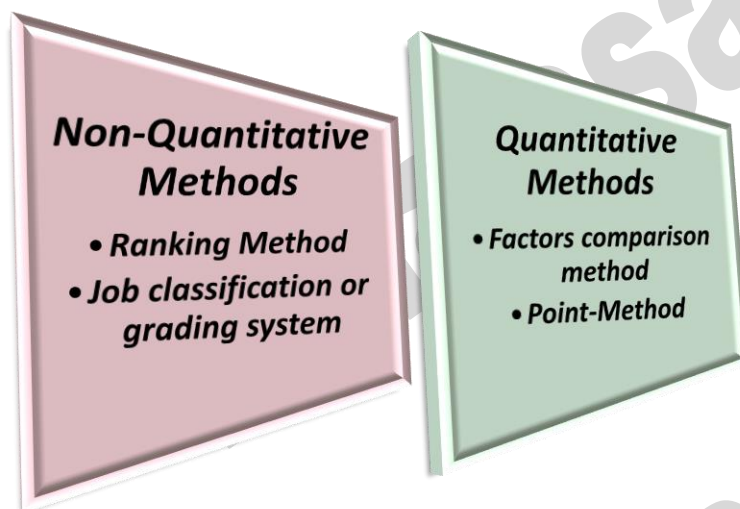 Non-Quantitative
Methods
• Ranking Method
• Job classification or
grading system
Quantitative
Methods
• Factors comparison
method
• Point-Method